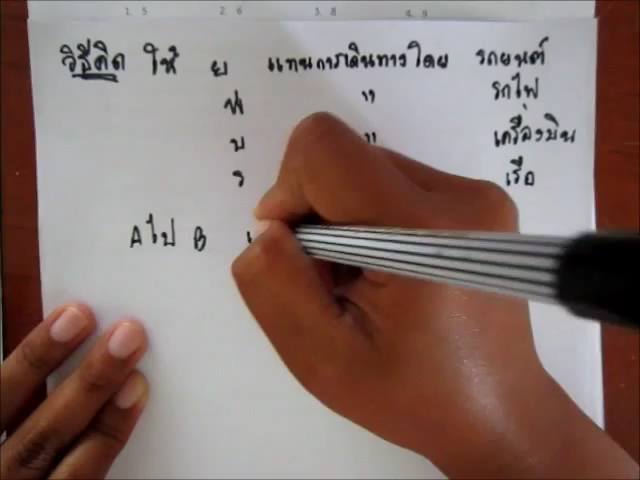 1. 5 2 6 3. 8 4. 9
วิธีคิด ให้ ย แทนการเดินทางโดย รถยนต์
ฟ " รถไฟ
บ " เครื่องบิน
ร เรือ
A ไป B